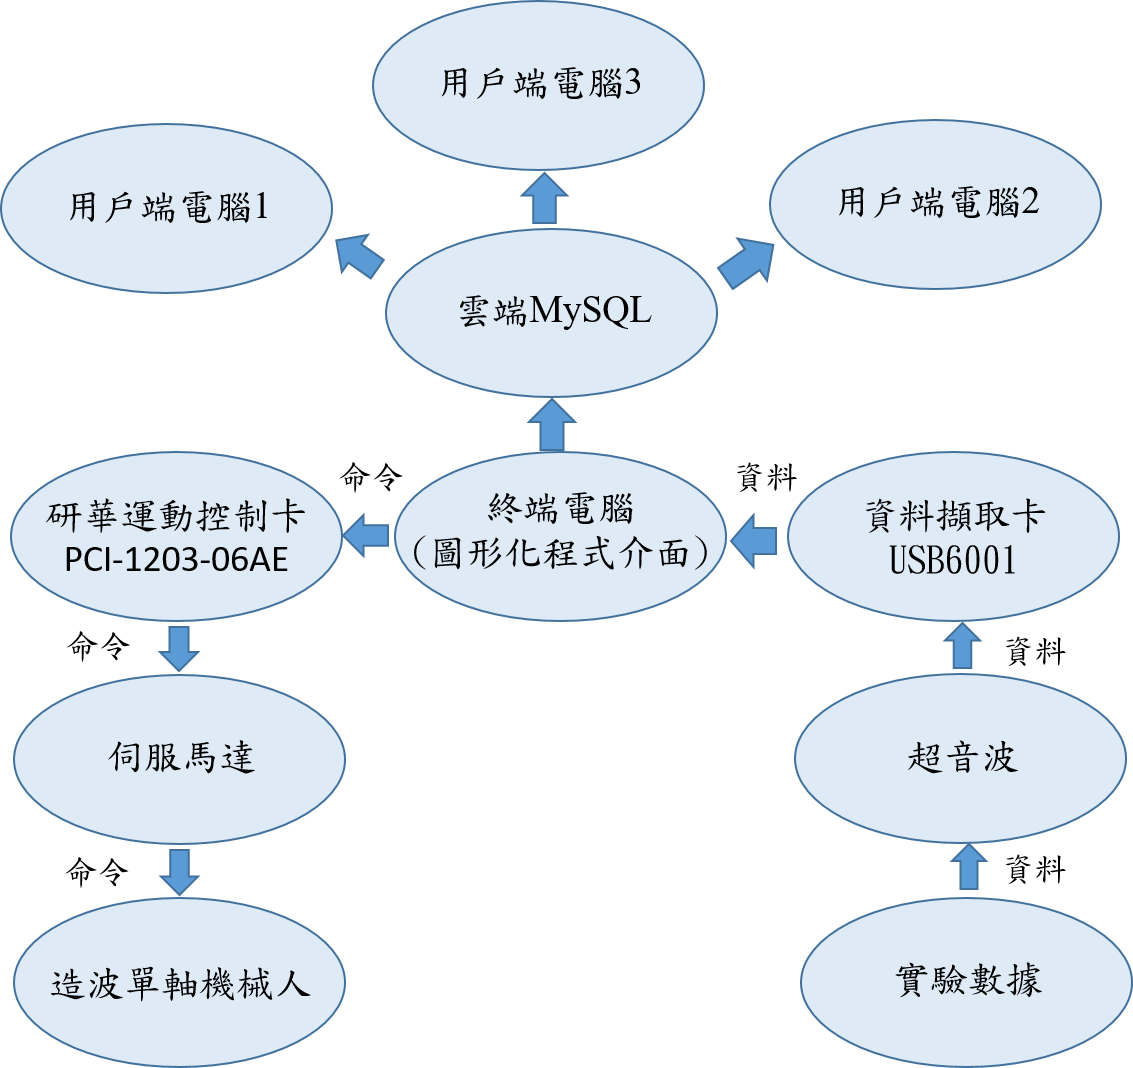 用戶端電腦3
用戶端電腦1
用戶端電腦2
雲端MySQL
命令
資料
研華運動控制卡
PCI-1203-06AE
終端電腦
（圖形化程式介面）
資料擷取卡
USB6001
命令
資料
伺服馬達
超音波
命令
資料
造波單軸機械人
實驗數據